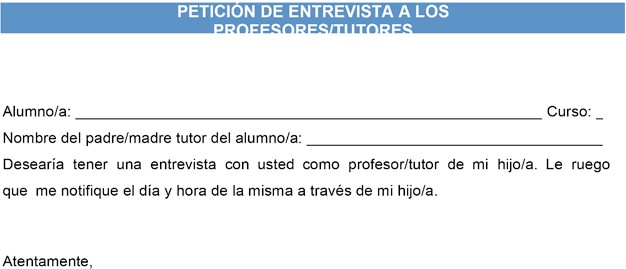 PETICIÓN DE ENTREVISTA A LOS
PROFESORES/TUTORES
Alumno/a: ______________________________________________________ Curso: _
Nombre del padre/madre tutor del alumno/a: __________________________________
Desearía tener una entrevista con usted como profesor/tutor de mi hijo/a. Le ruego
que me notifique el día y hora de la misma a través de mi hijo/a.
Atentamente,